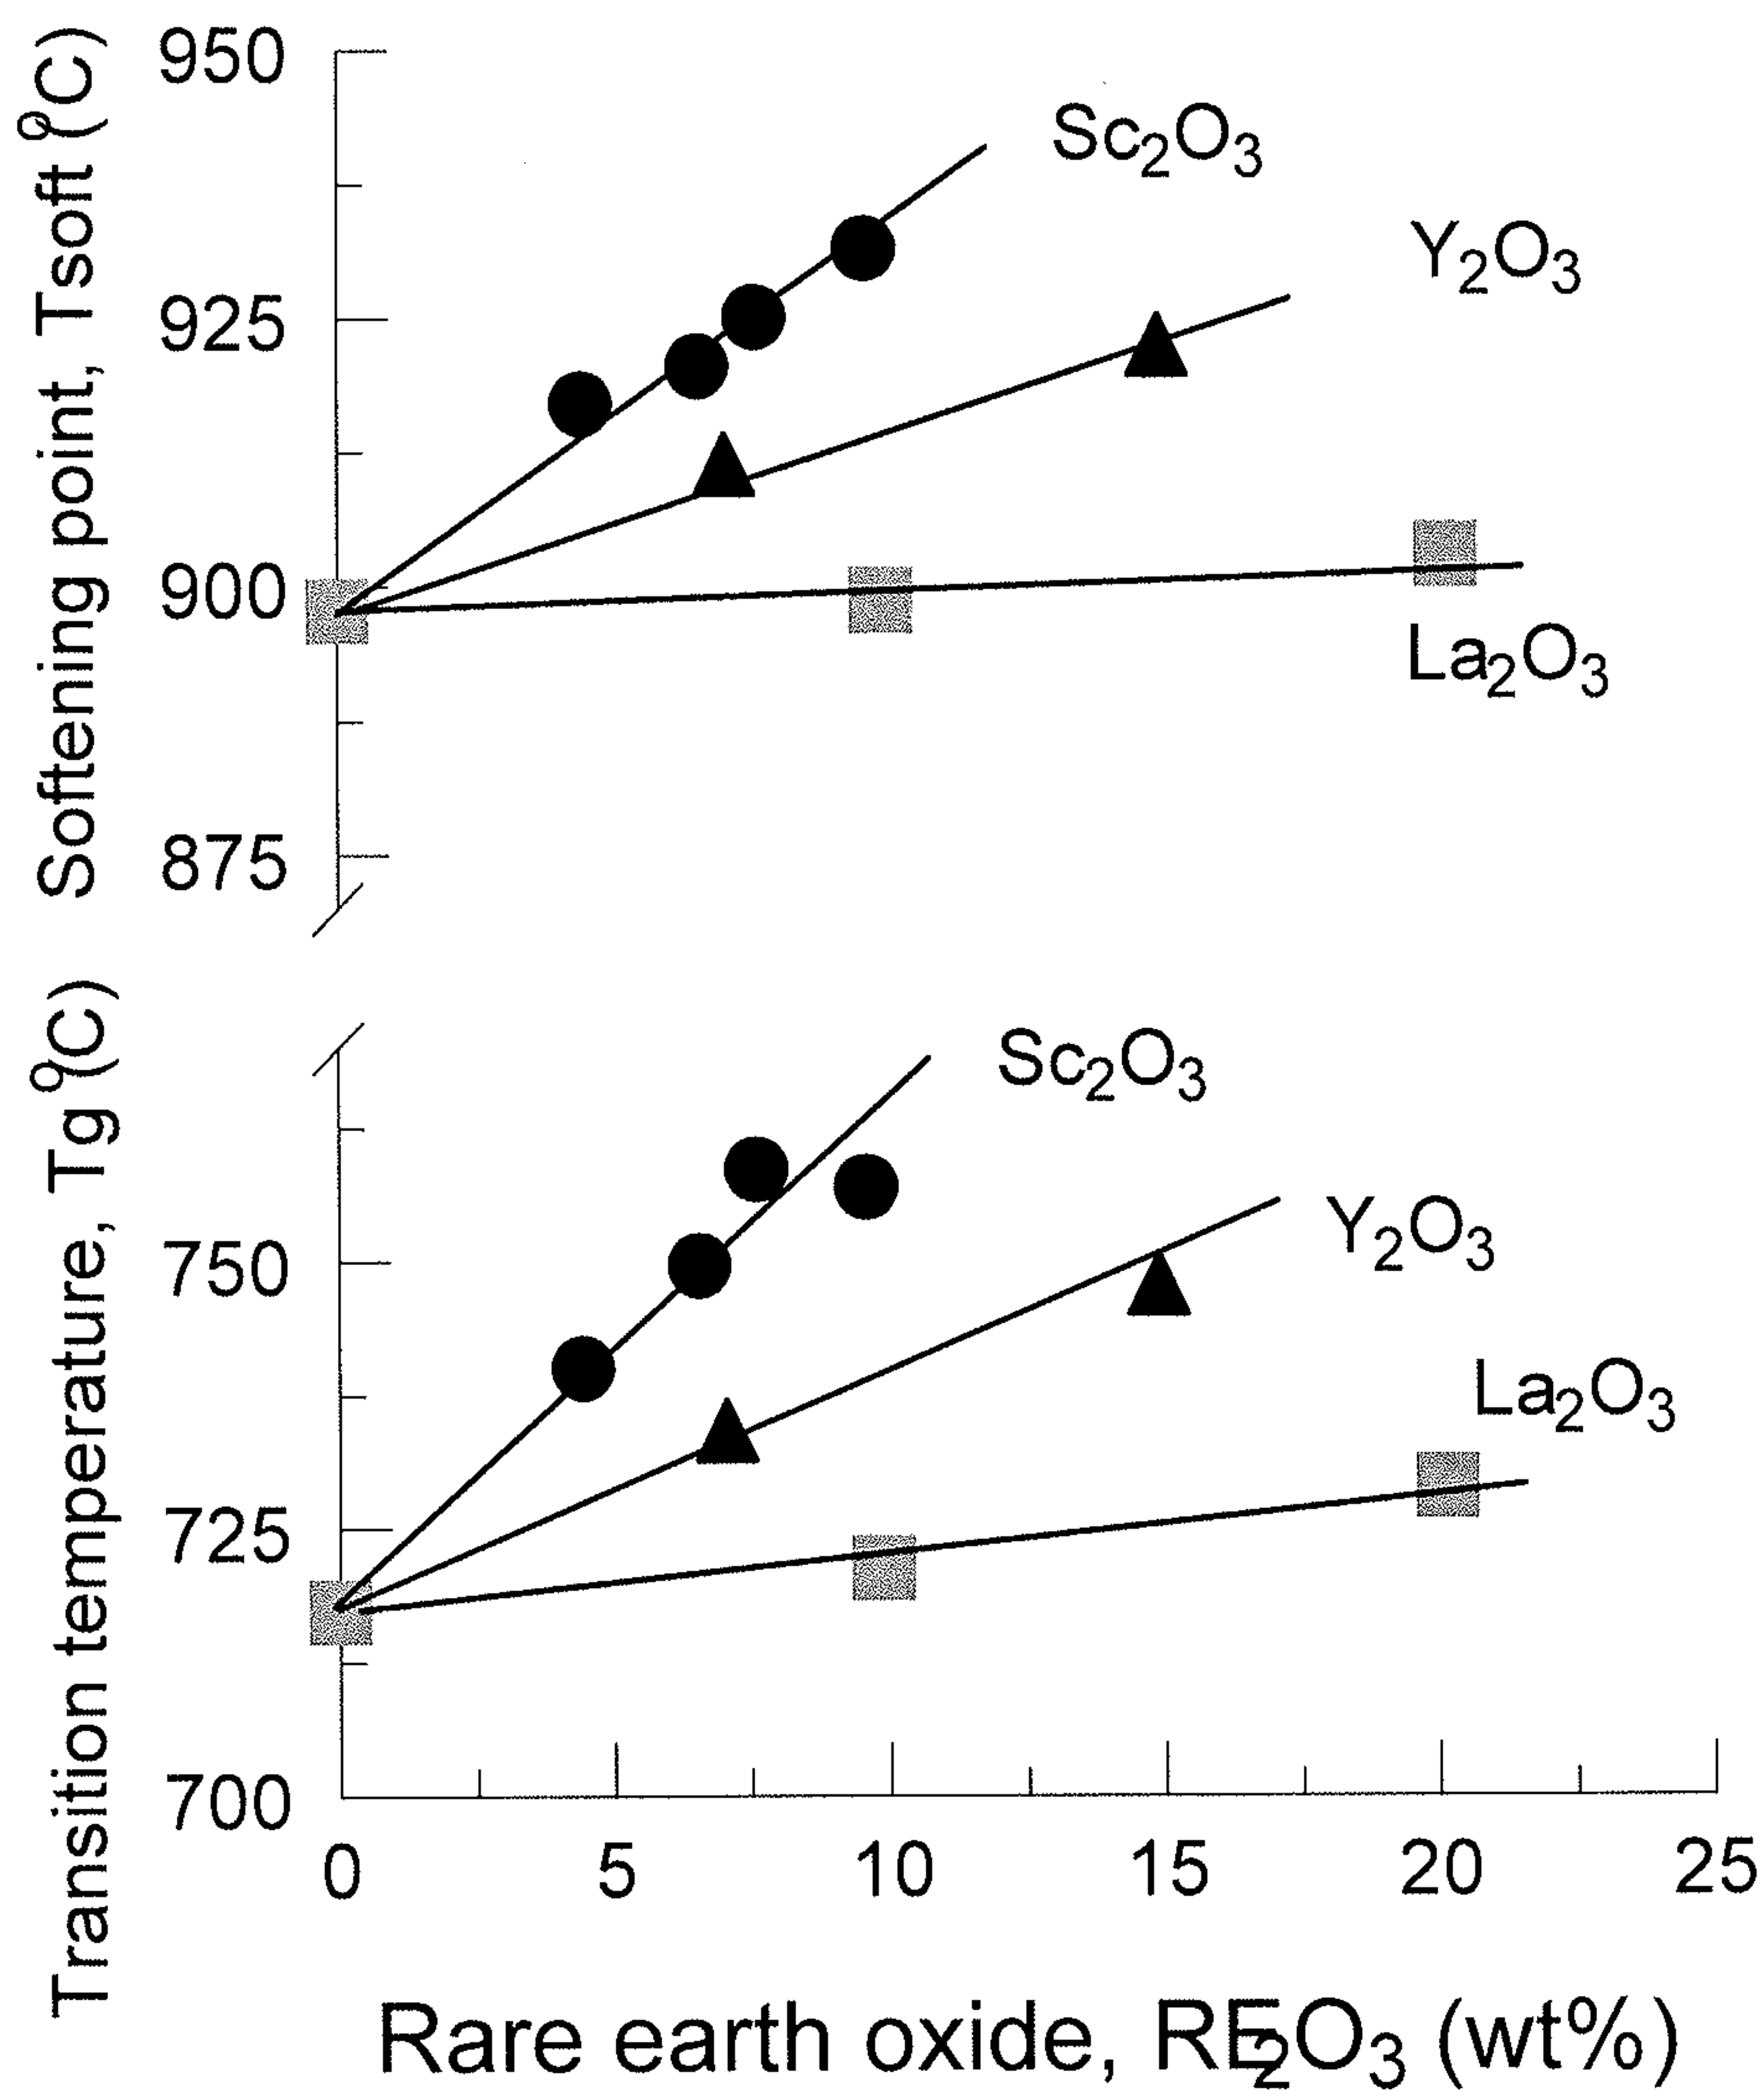 Softening point, Tsoft (°C)
950
925
900
875
Sc₂O₃
Y₂O₃
La₂O₃
Transition temperature, Tg (°C)
750
725
700
Sc₂O₃
Y₂O₃
La₂O₃
0 5 10 15 20 25
Rare earth oxide, RE₂O₃ (wt%)